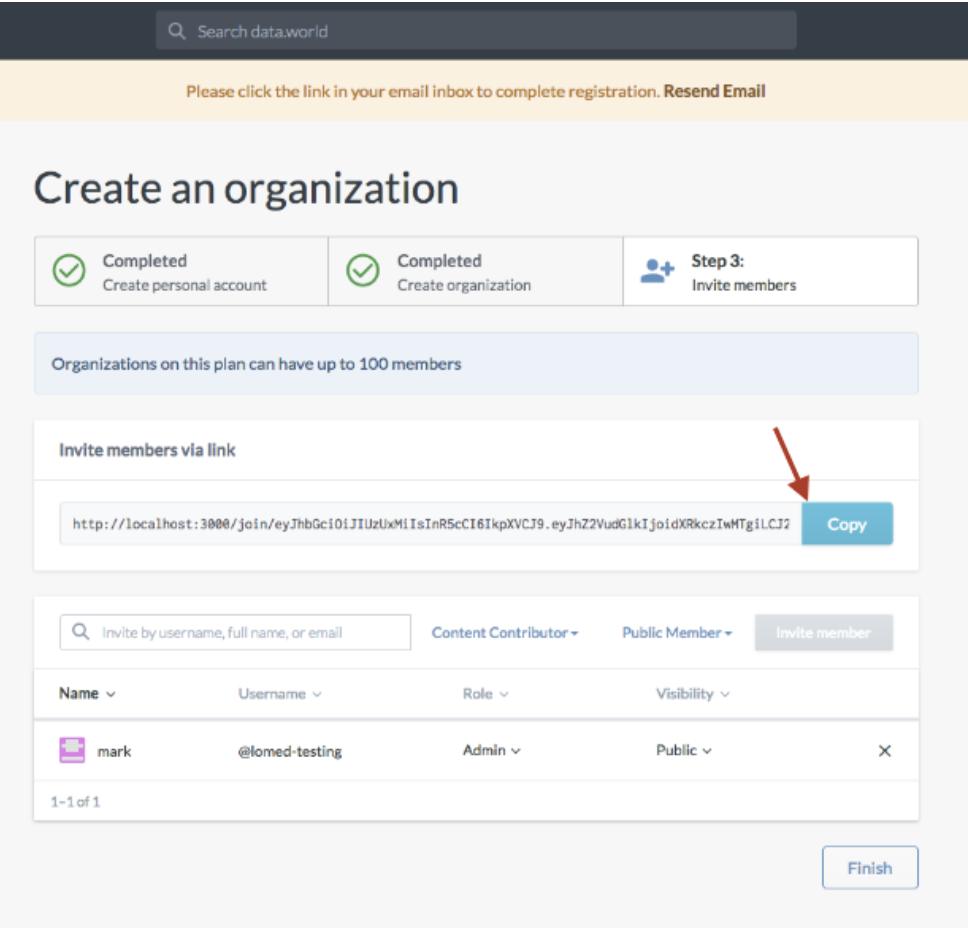 Search data.world
Please click the link in your email inbox to complete registration. Resend Email
Create an organization
Completed
Create personal account
Completed
Create organization
Step 3:
Invite members
Organizations on this plan can have up to 100 members
Invite members via link
http://localhost:3000/join/eyJhbGciOiJIUzUxMiIsInR5cCI6IkpXVCJ9.eyJhZ2VudGlkIjoidXRkczIwMTgiLCJ2
Copy
Invite by username, full name, or email
Content Contributor
Public Member
Invite member
Name
Username
Role
Visibility
mark
@lomed-testing
Admin
Public
1–1 of 1
Finish